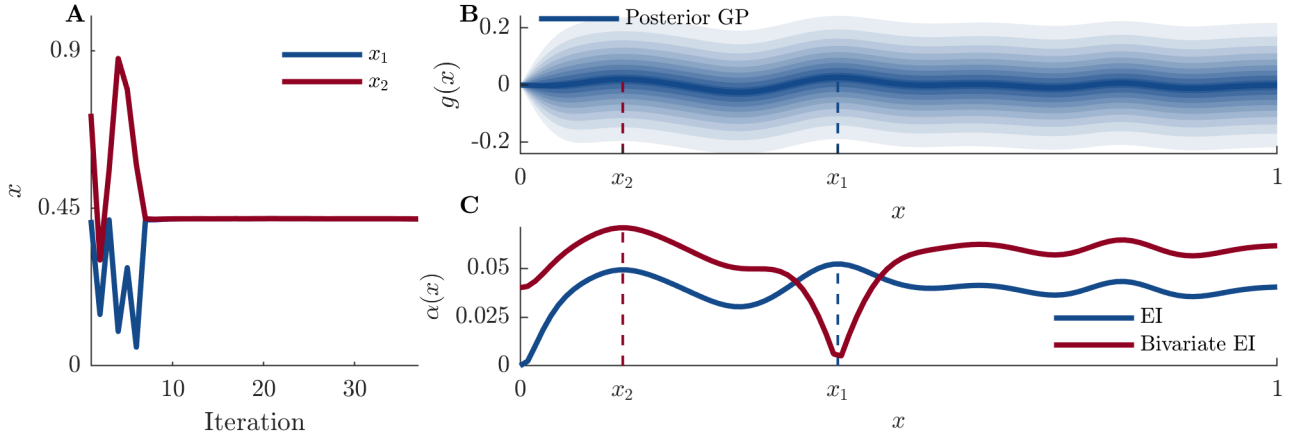 A
0.9
0.45
0
x
10
20
30
Iteration
x₁
x₂
B
Posterior GP
0.2
0
-0.2
g(x)
0
x₂
x₁
1
x
C
0.05
0.025
0
α(x)
EI
Bivariate EI
0
x₂
x₁
1
x